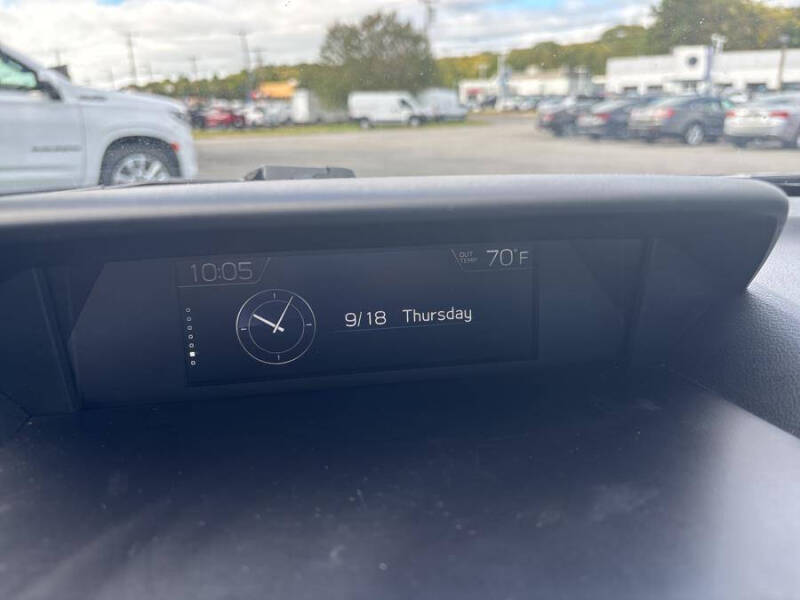 10:05
OUT TEMP 70°F
9/18 Thursday